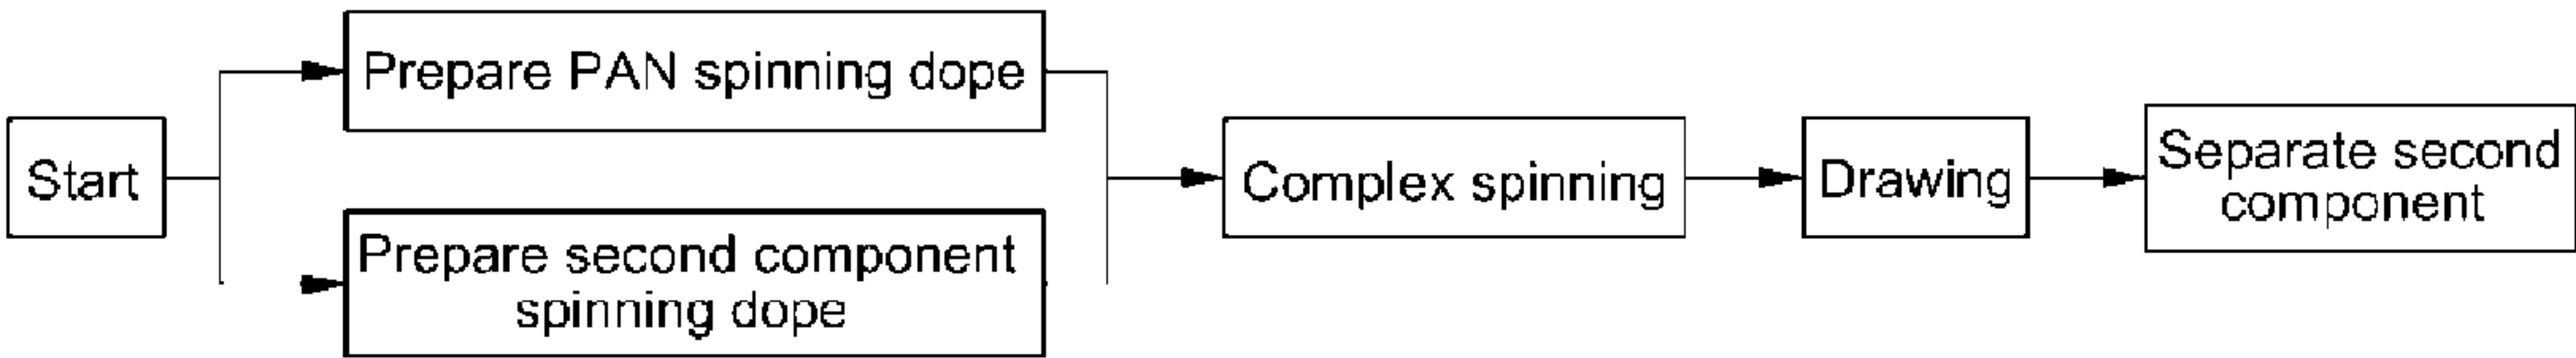 Start
Prepare PAN spinning dope
Prepare second component
spinning dope
Complex spinning
Drawing
Separate second
component